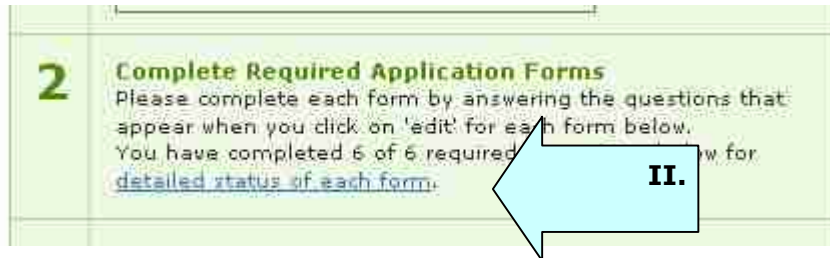 2
Complete Required Application Forms
Please complete each form by answering the questions that
appear when you click on 'edit' for each form below.
You have completed 6 of 6 required for
detailed status of each form.
II.